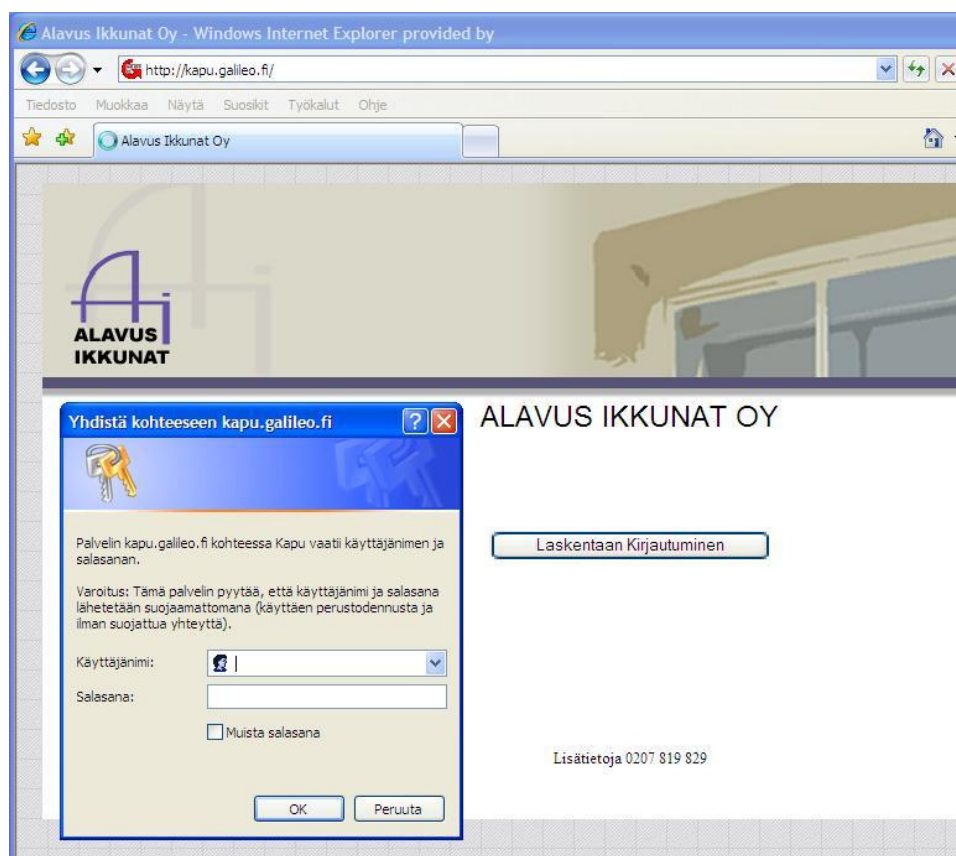 Alavus Ikkunat Oy - Windows Internet Explorer provided by
http://kapu.galileo.fi/
Tiedosto Muokkaa Näytä Suosikit Työkalut Ohje
Alavus Ikkunat Oy
ALAVUS
IKKUNAT
Yhdistä kohteeseen kapu.galileo.fi
Palvelin kapu.galileo.fi kohteessa Kapu vaatii käyttäjänimen ja
salasanan.
Varoitus: Tämä palvelin pyytää, että käyttäjänimi ja salasana
lähetetään suojaamattomana (käyttäen perustodennusta ja
ilman suojattua yhteyttä).
Käyttäjänimi:
Salasana:
Muista salasana
OK Peruuta
ALAVUS IKKUNAT OY
Laskentaan Kirjautuminen
Lisätietoja 0207 819 829